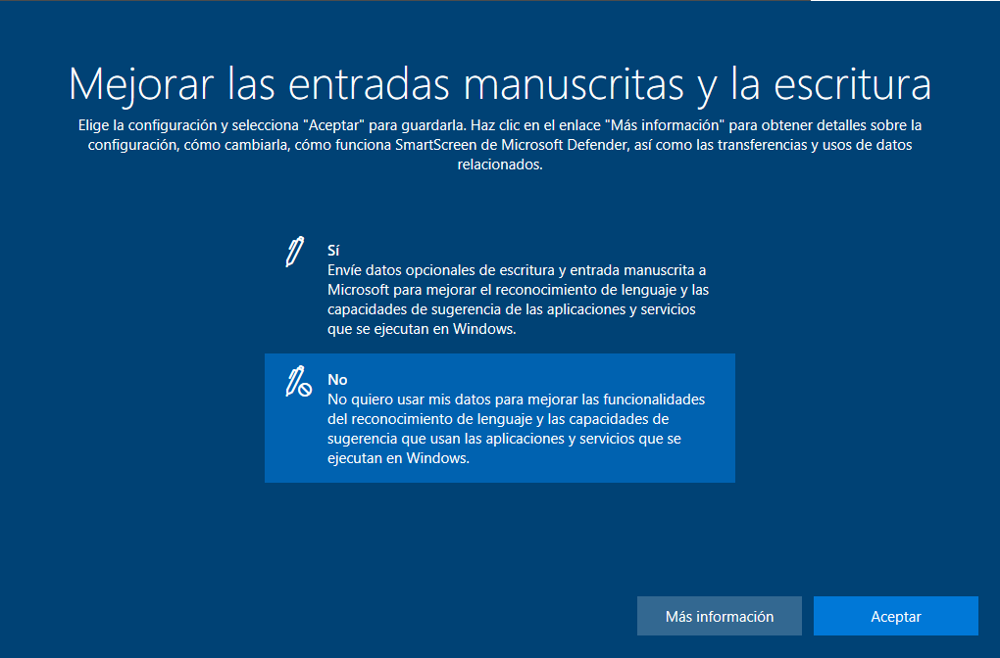 Mejorar las entradas manuscritas y la escritura
Elige la configuración y selecciona "Aceptar" para guardarla. Haz clic en el enlace "Más información" para obtener detalles sobre la
configuración, cómo cambiarla, cómo funciona SmartScreen de Microsoft Defender, así como las transferencias y usos de datos
relacionados.
Sí
Envíe datos opcionales de escritura y entrada manuscrita a
Microsoft para mejorar el reconocimiento de lenguaje y las
capacidades de sugerencia de las aplicaciones y servicios
que se ejecutan en Windows.
No
No quiero usar mis datos para mejorar las funcionalidades
del reconocimiento de lenguaje y las capacidades de
sugerencia que usan las aplicaciones y servicios que se
ejecutan en Windows.
Más información
Aceptar